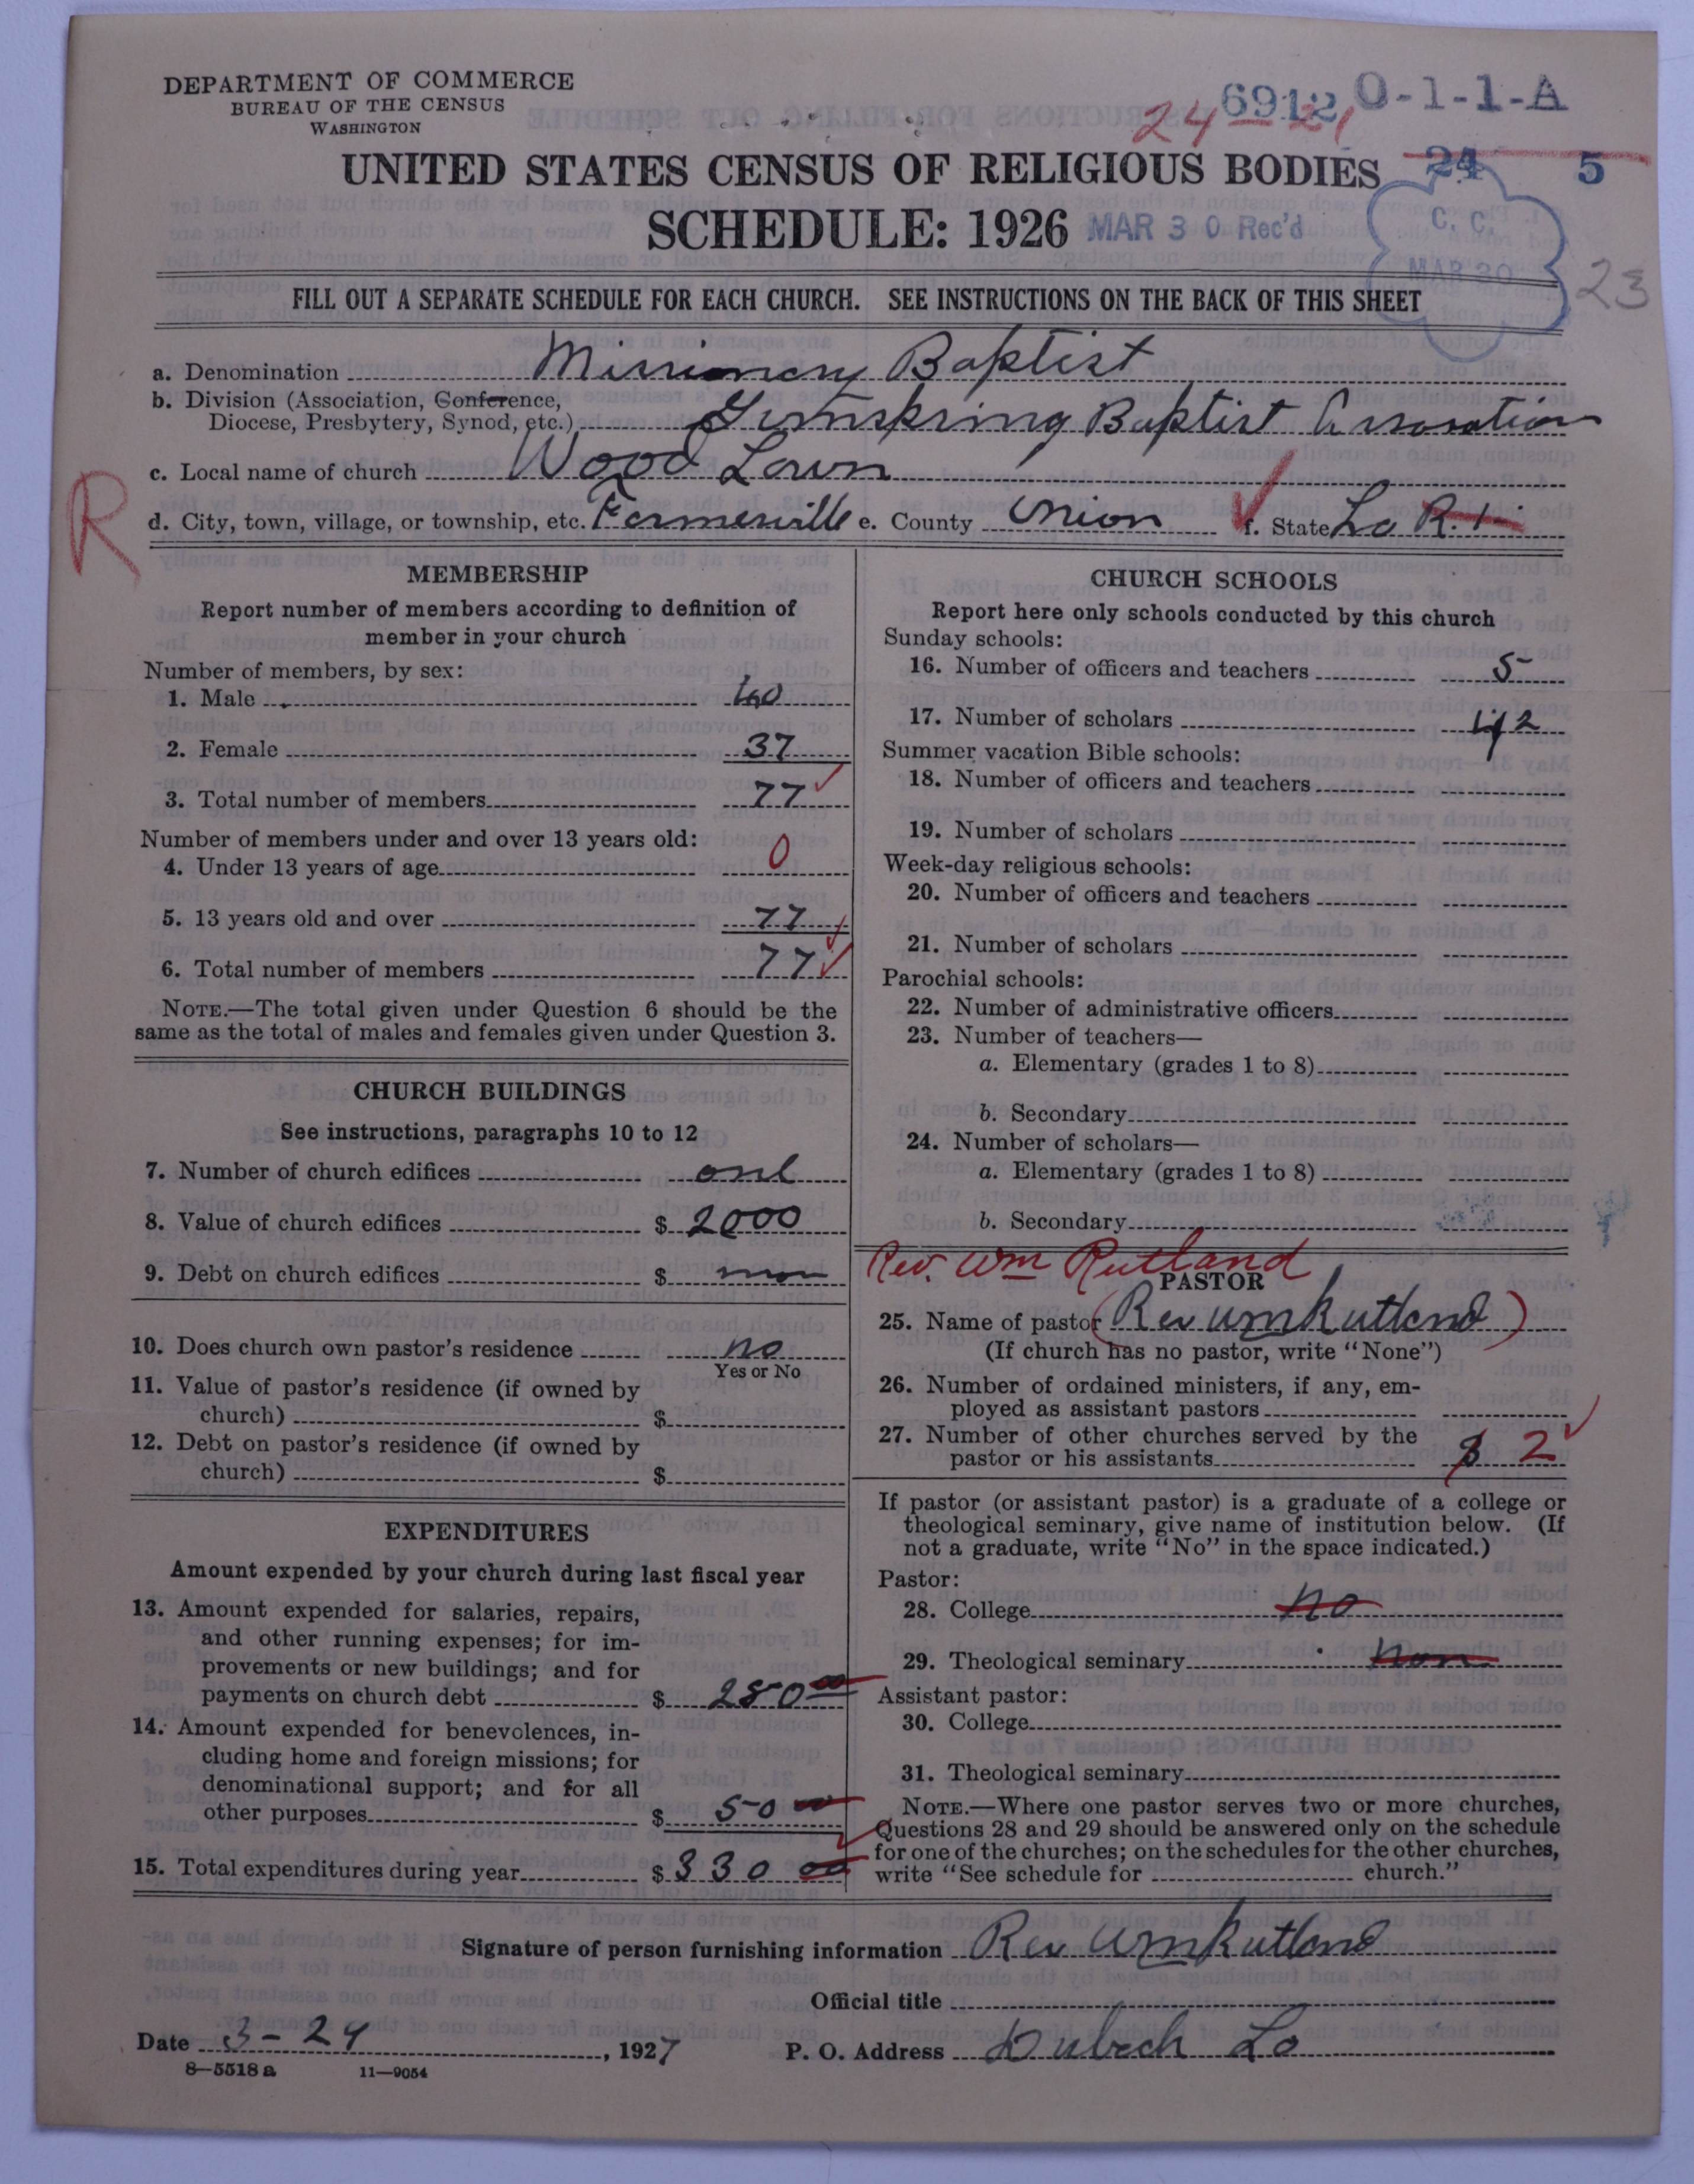 DEPARTMENT OF COMMERCE
BUREAU OF THE CENSUS
WASHINGTON
6912 0-1-1-A
24 - 21
UNITED STATES CENSUS OF RELIGIOUS BODIES
24 5
SCHEDULE: 1926
MAR 30 Rec'd
C. C.
MAR 30
23
FILL OUT A SEPARATE SCHEDULE FOR EACH CHURCH. SEE INSTRUCTIONS ON THE BACK OF THIS SHEET
a. Denomination Missionary Baptist
b. Division (Association, Conference,
Diocese, Presbytery, Synod, etc.) Baptist Association
c. Local name of church Wood Lawn
R
d. City, town, village, or township, etc. Farmerville e. County Union f. State La R. 1
MEMBERSHIP
Report number of members according to definition of
member in your church
Number of members, by sex:
1. Male 40
2. Female 37
3. Total number of members 77
Number of members under and over 13 years old:
4. Under 13 years of age 0
5. 13 years old and over 77
6. Total number of members 77
NOTE.—The total given under Question 6 should be the
same as the total of males and females given under Question 3.
CHURCH BUILDINGS
See instructions, paragraphs 10 to 12
7. Number of church edifices one
8. Value of church edifices $ 2000
9. Debt on church edifices $
10. Does church own pastor's residence no
Yes or No
11. Value of pastor's residence (if owned by
church) $
12. Debt on pastor's residence (if owned by
church) $
EXPENDITURES
Amount expended by your church during last fiscal year
13. Amount expended for salaries, repairs,
and other running expenses; for im-
provements or new buildings; and for
payments on church debt $ 280 00
14. Amount expended for benevolences, in-
cluding home and foreign missions; for
denominational support; and for all
other purposes $ 50 00
15. Total expenditures during year $ 330 00
CHURCH SCHOOLS
Report here only schools conducted by this church
Sunday schools:
16. Number of officers and teachers 5
17. Number of scholars 42
Summer vacation Bible schools:
18. Number of officers and teachers
19. Number of scholars
Week-day religious schools:
20. Number of officers and teachers
21. Number of scholars
Parochial schools:
22. Number of administrative officers
23. Number of teachers—
a. Elementary (grades 1 to 8)
b. Secondary
24. Number of scholars—
a. Elementary (grades 1 to 8)
b. Secondary
Rev. Wm Rutland
PASTOR
25. Name of pastor (Rev Wm Rutland)
(If church has no pastor, write "None")
26. Number of ordained ministers, if any, em-
ployed as assistant pastors
27. Number of other churches served by the
pastor or his assistants 2
If pastor (or assistant pastor) is a graduate of a college or
theological seminary, give name of institution below. (If
not a graduate, write "No" in the space indicated.)
Pastor:
28. College no
29. Theological seminary non
Assistant pastor:
30. College
31. Theological seminary
NOTE.—Where one pastor serves two or more churches,
Questions 28 and 29 should be answered only on the schedule
for one of the churches; on the schedules for the other churches,
write "See schedule for church."
Signature of person furnishing information Rev Wm Rutland
Official title
Date 3-24, 1927 P. O. Address Dubach La
8—5518 a 11—9054